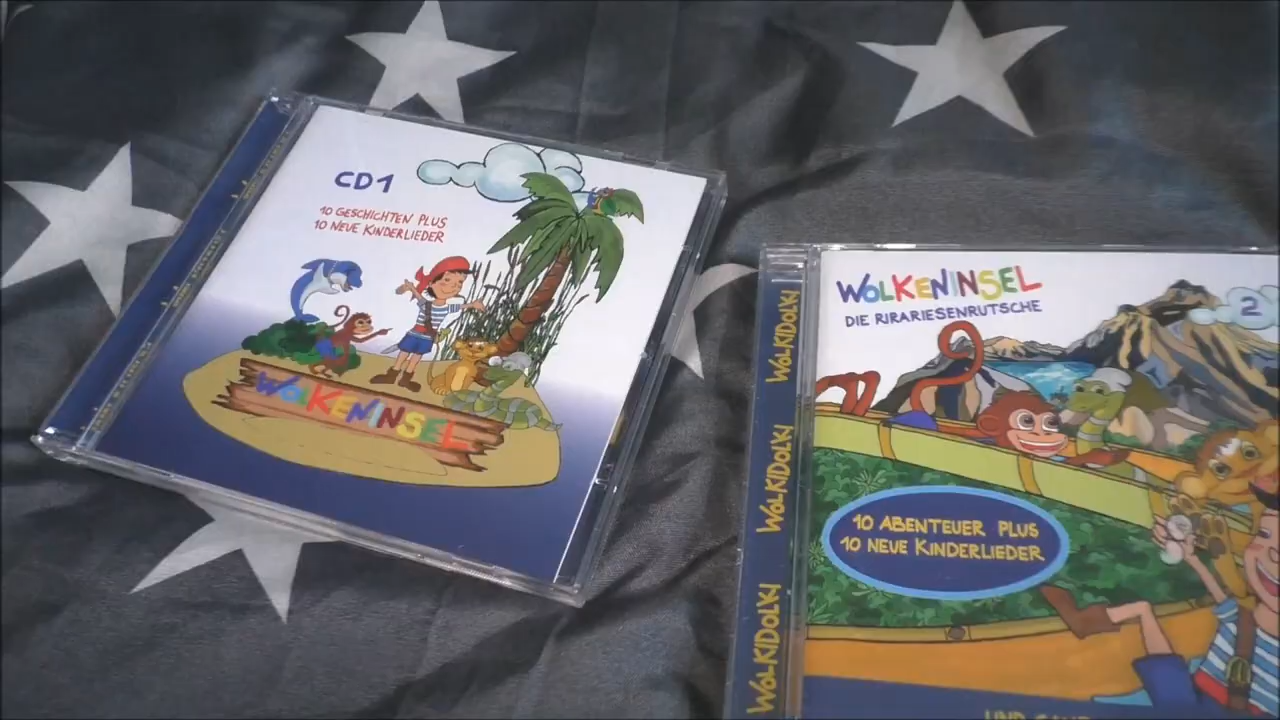 CD1
10 GESCHICHTEN PLUS
10 NEUE KINDERLIEDER
WOLKENINSEL
WOLKIDOLKI WOLKIDOLKI WOLKIDOLKI
WOLKENINSEL
DIE RIRARIESENRUTSCHE
2
10 ABENTEUER PLUS
10 NEUE KINDERLIEDER
UND